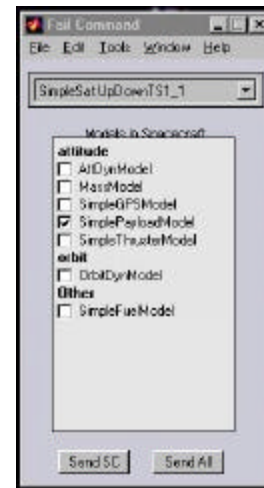 Fail Command
File Edit Tools Window Help
SimpleSatUpDownTS1_1
Models in Spacecraft
attitude
AttDynModel
MassModel
SimpleGPSModel
SimplePayloadModel
SimpleThrusterModel
orbit
OrbitDynModel
Other
SimpleFuelModel
Send SC Send All